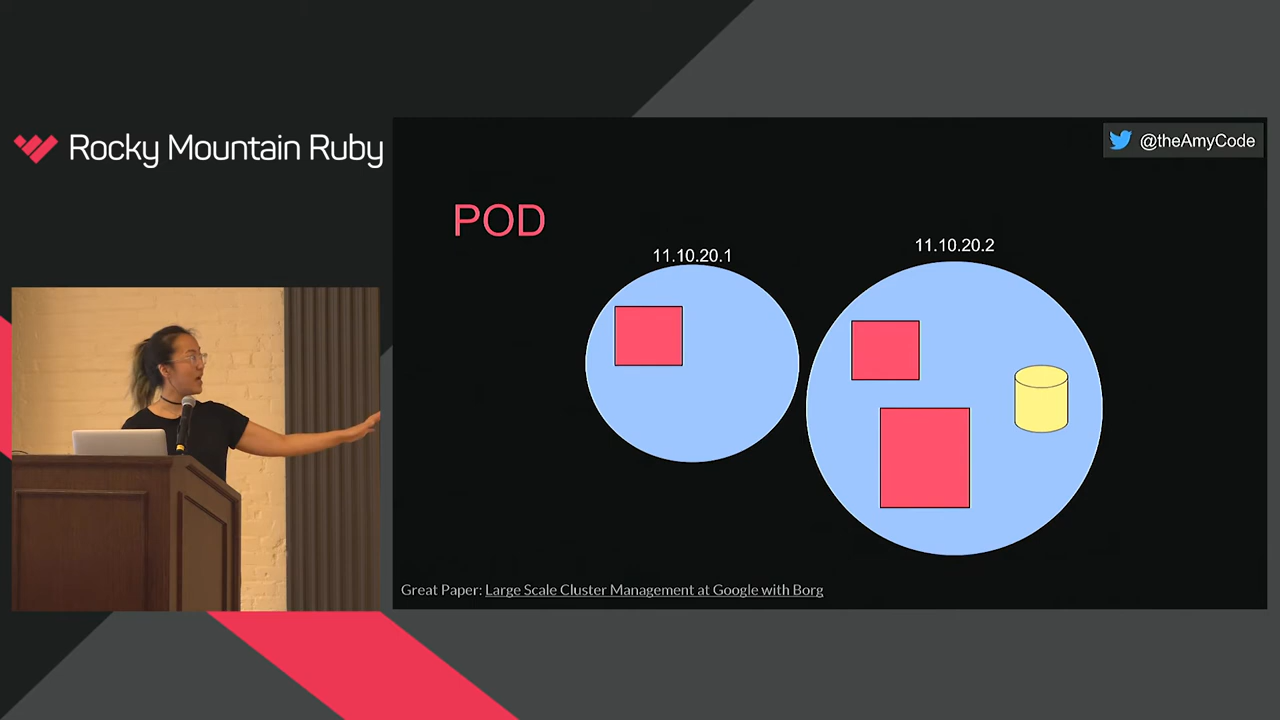 Rocky Mountain Ruby
@theAmyCode
POD
11.10.20.1
11.10.20.2
Great Paper: Large Scale Cluster Management at Google with Borg